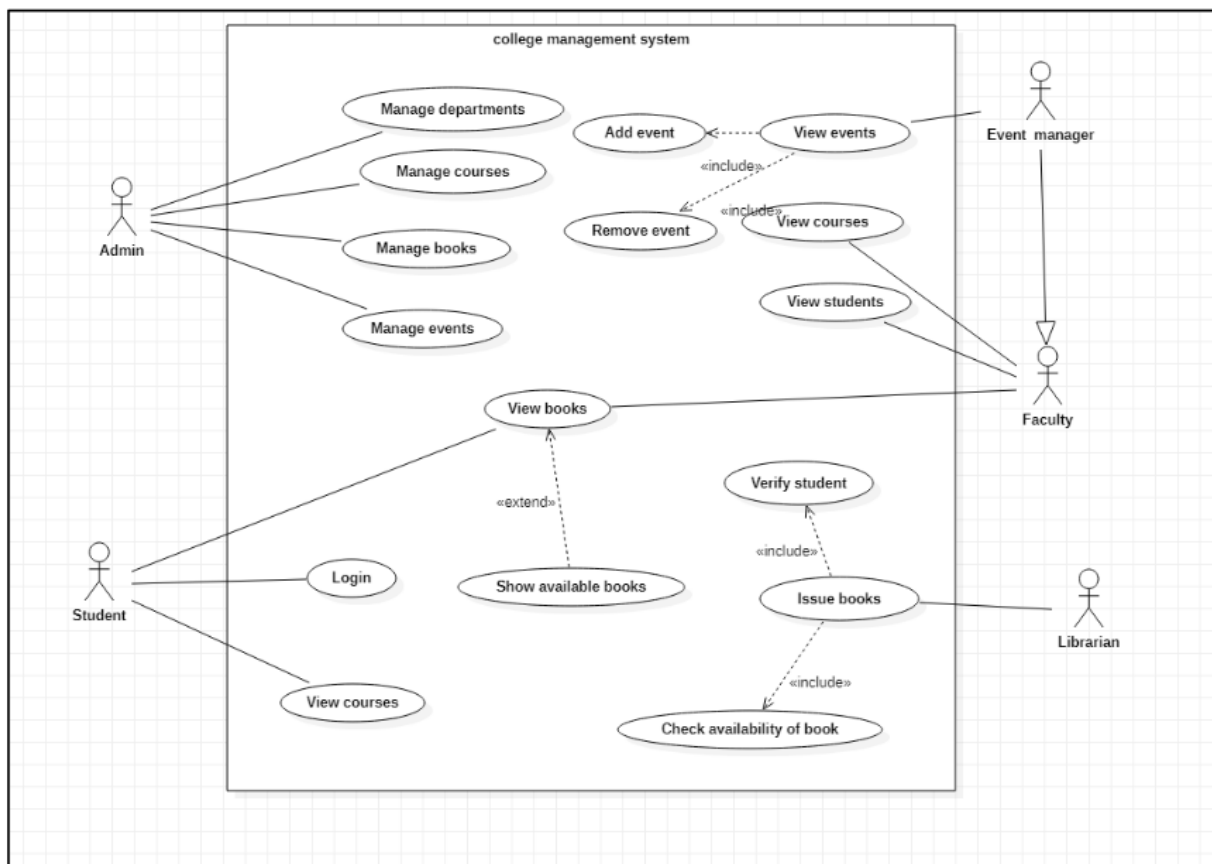 college management system
Manage departments
Add event
View events
Event manager
«include»
Manage courses
«include»
View courses
Remove event
Admin
Manage books
View students
Manage events
View books
Faculty
Verify student
«extend»
«include»
Login
Show available books
Issue books
Student
Librarian
«include»
View courses
Check availability of book